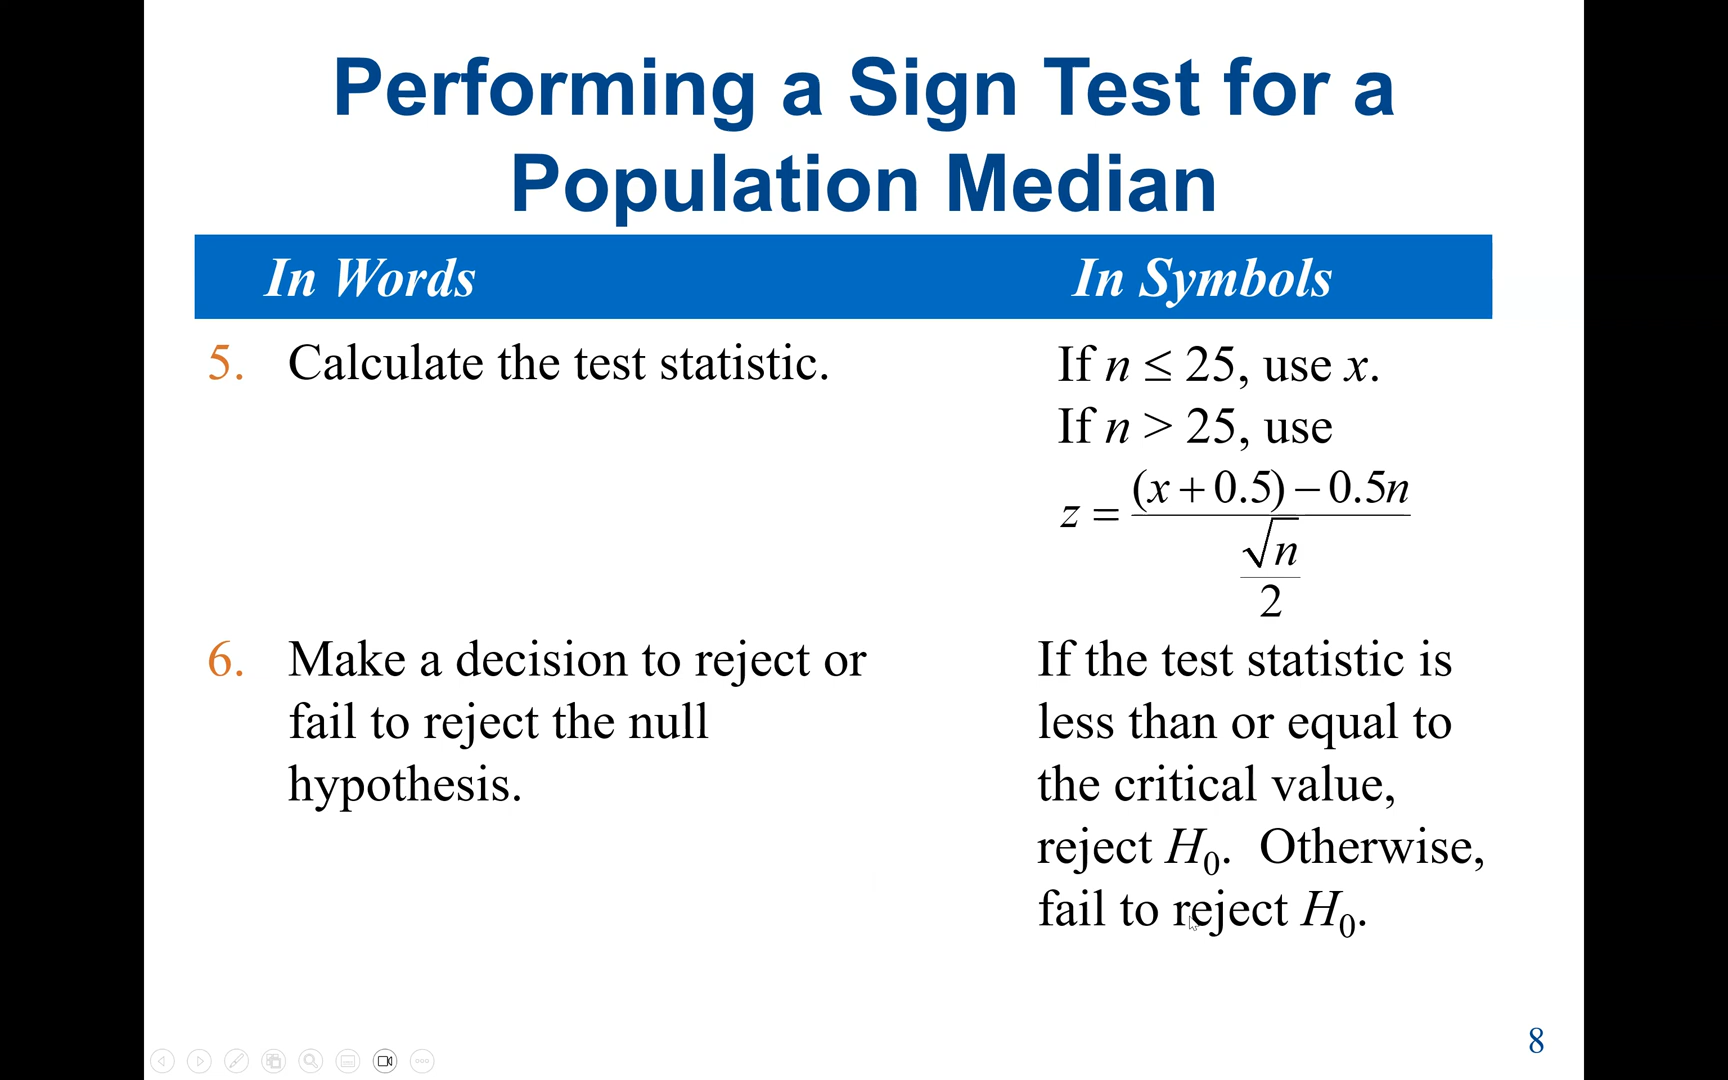 Performing a Sign Test for a
Population Median
In Words
In Symbols
5. Calculate the test statistic.
If n ≤ 25, use x.
If n > 25, use
z = ((x + 0.5) − 0.5n) / (√n / 2)
6. Make a decision to reject or
fail to reject the null
hypothesis.
If the test statistic is
less than or equal to
the critical value,
reject H₀. Otherwise,
fail to reject H₀.
8